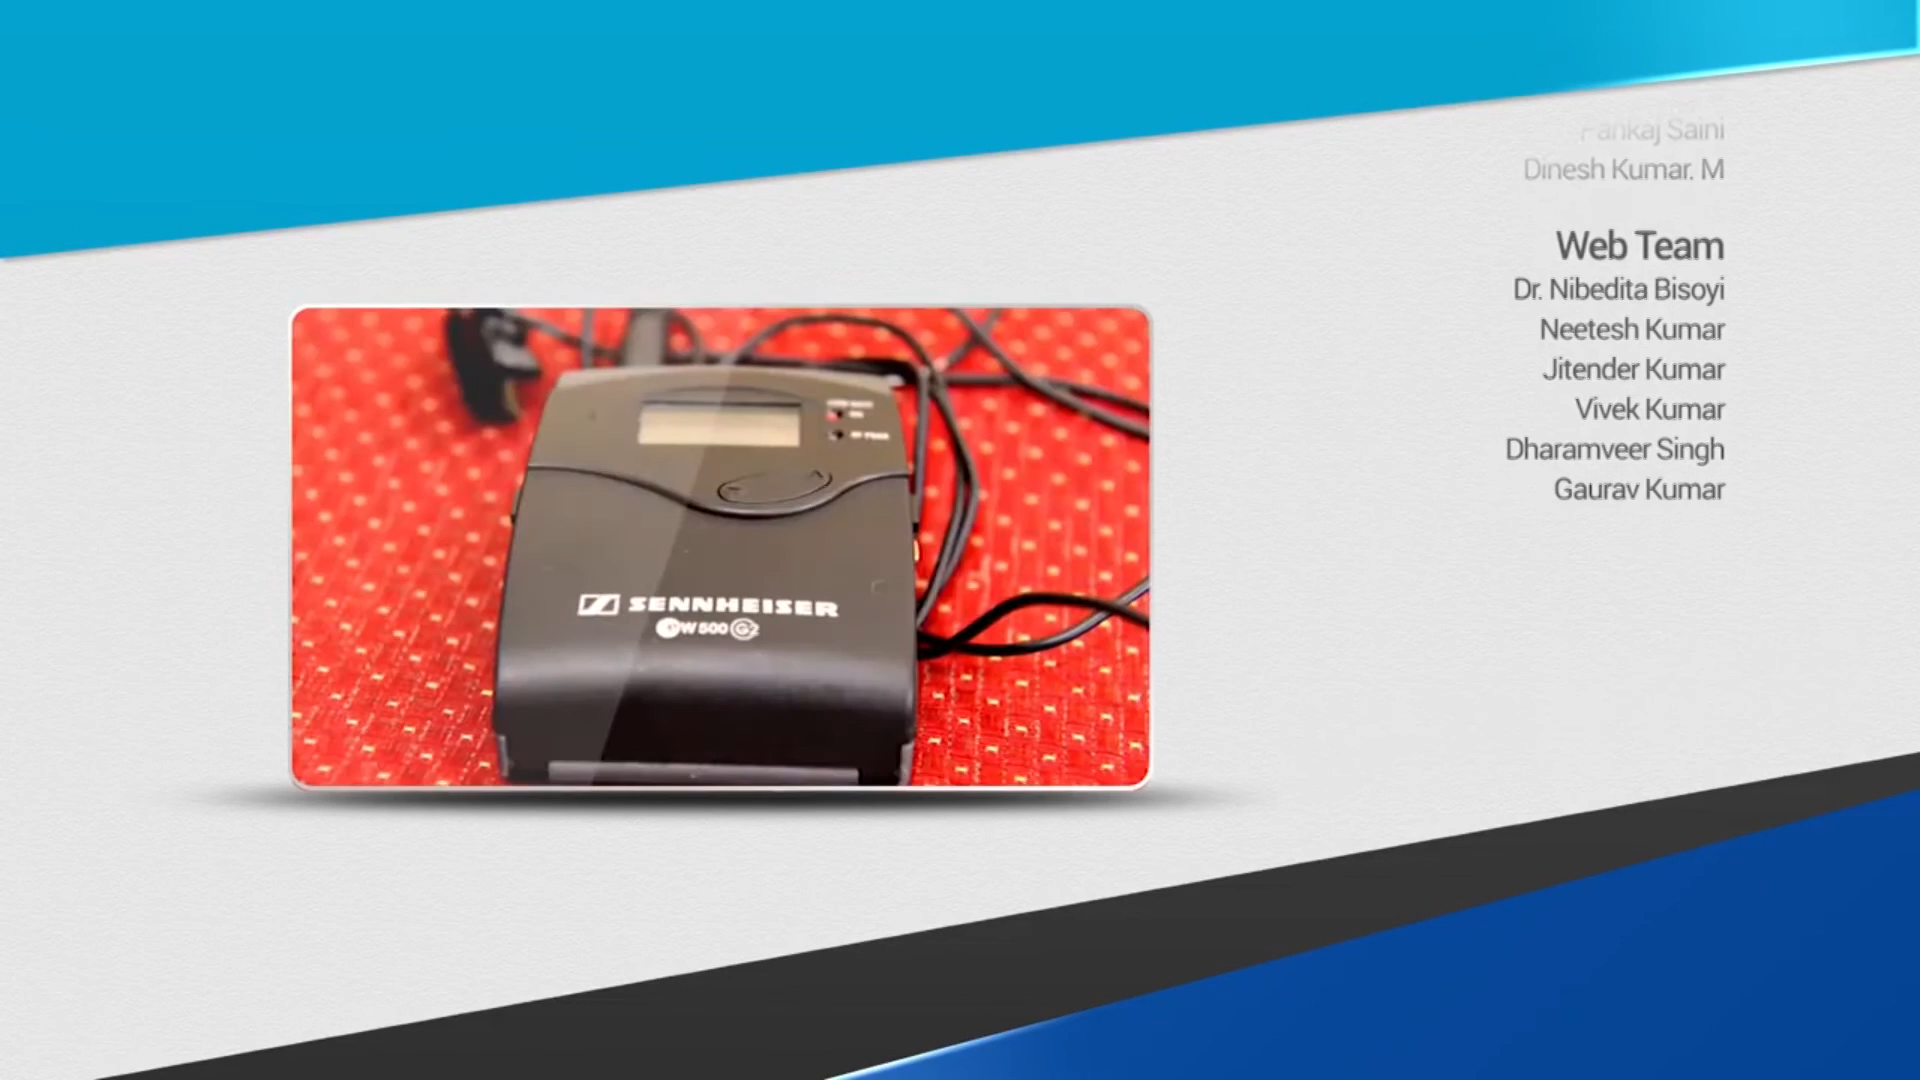 Pankaj Saini
Dinesh Kumar. M
Web Team
Dr. Nibedita Bisoyi
Neetesh Kumar
Jitender Kumar
Vivek Kumar
Dharamveer Singh
Gaurav Kumar
SENNHEISER
ew 500 G2